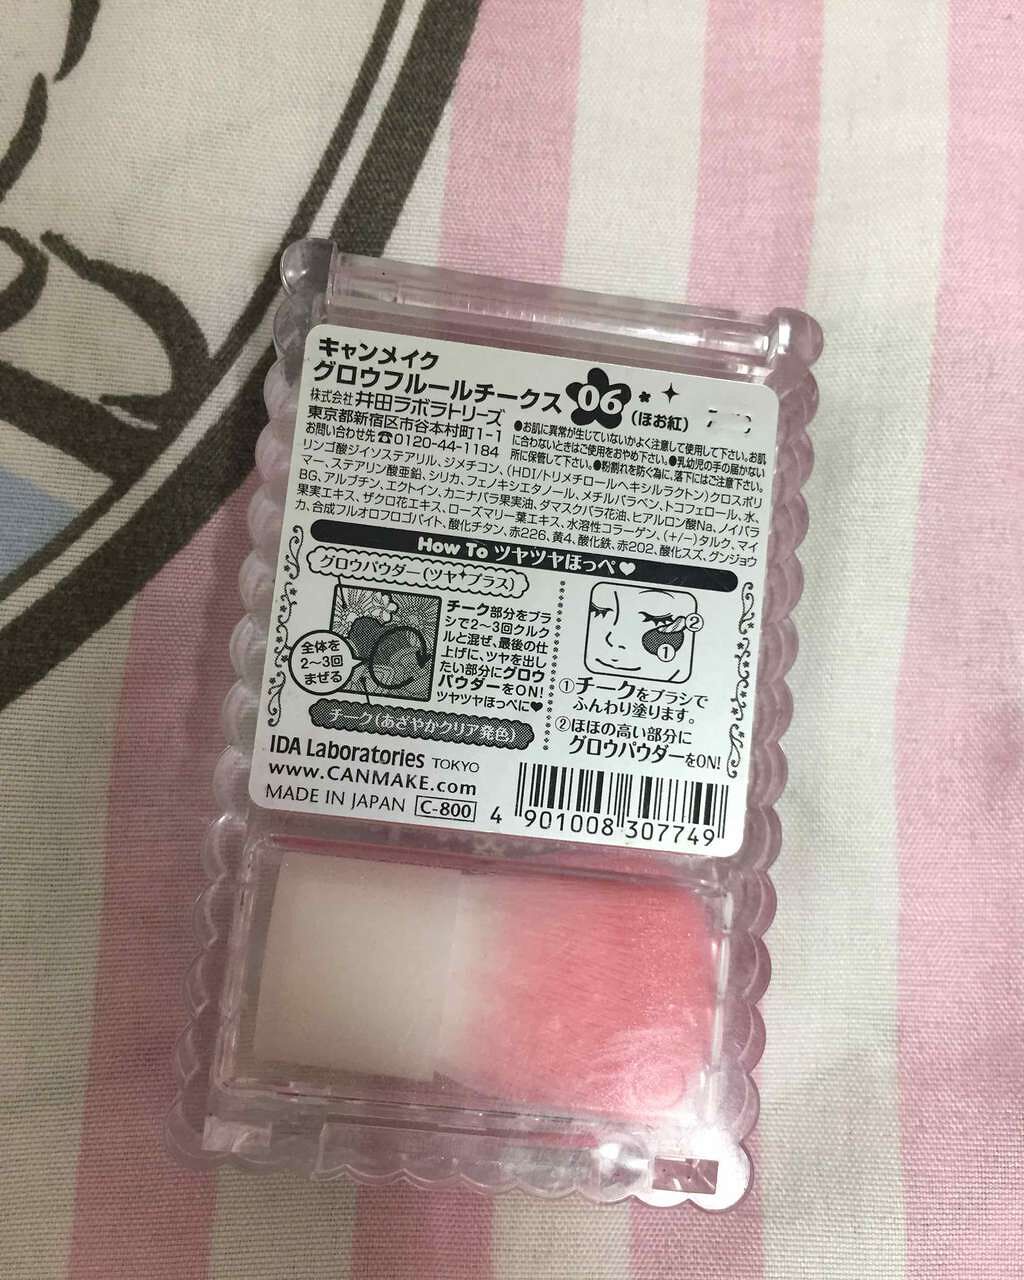 キャンメイク
グロウフルールチークス 06 (ほお紅)
株式会社 井田ラボラトリーズ
東京都新宿区市谷本村町1-1
お問い合わせ先☎0120-44-1184
●お肌に異常が生じていないかよく注意して使用して下さい。お肌
に合わないときはご使用をおやめ下さい。●乳幼児の手の届かない
所に保管して下さい。●粉割れを防ぐ為に、落下にはご注意下さい。
リンゴ酸ジイソステアリル、ジメチコン、(HDI/トリメチロールヘキシルラクトン)クロスポリ
マー、ステアリン酸亜鉛、シリカ、フェノキシエタノール、メチルパラベン、トコフェロール、水、
BG、アルブチン、エクトイン、カニナバラ果実油、ダマスクバラ花油、ヒアルロン酸Na、ノイバラ
果実エキス、ザクロ花エキス、ローズマリー葉エキス、水溶性コラーゲン、(+/-)タルク、マイ
カ、合成フルオロフロゴパイト、酸化チタン、赤226、黄4、酸化鉄、赤202、酸化スズ、グンジョウ
How To ツヤツヤほっぺ♥
グロウパウダー(ツヤ✦プラス)
全体を
2〜3回
まぜる
チーク(あざやかクリア発色)
チーク部分をブラ
シで2〜3回クルク
ルと混ぜ、最後の仕
上げに、ツヤを出し
たい部分にグロウ
パウダーをON!
ツヤツヤほっぺに♥
②
①
①チークをブラシで
ふんわり塗ります。
②ほほの高い部分に
グロウパウダーをON!
IDA Laboratories TOKYO
www.CANMAKE.com
MADE IN JAPAN C-800
4 901008 307749